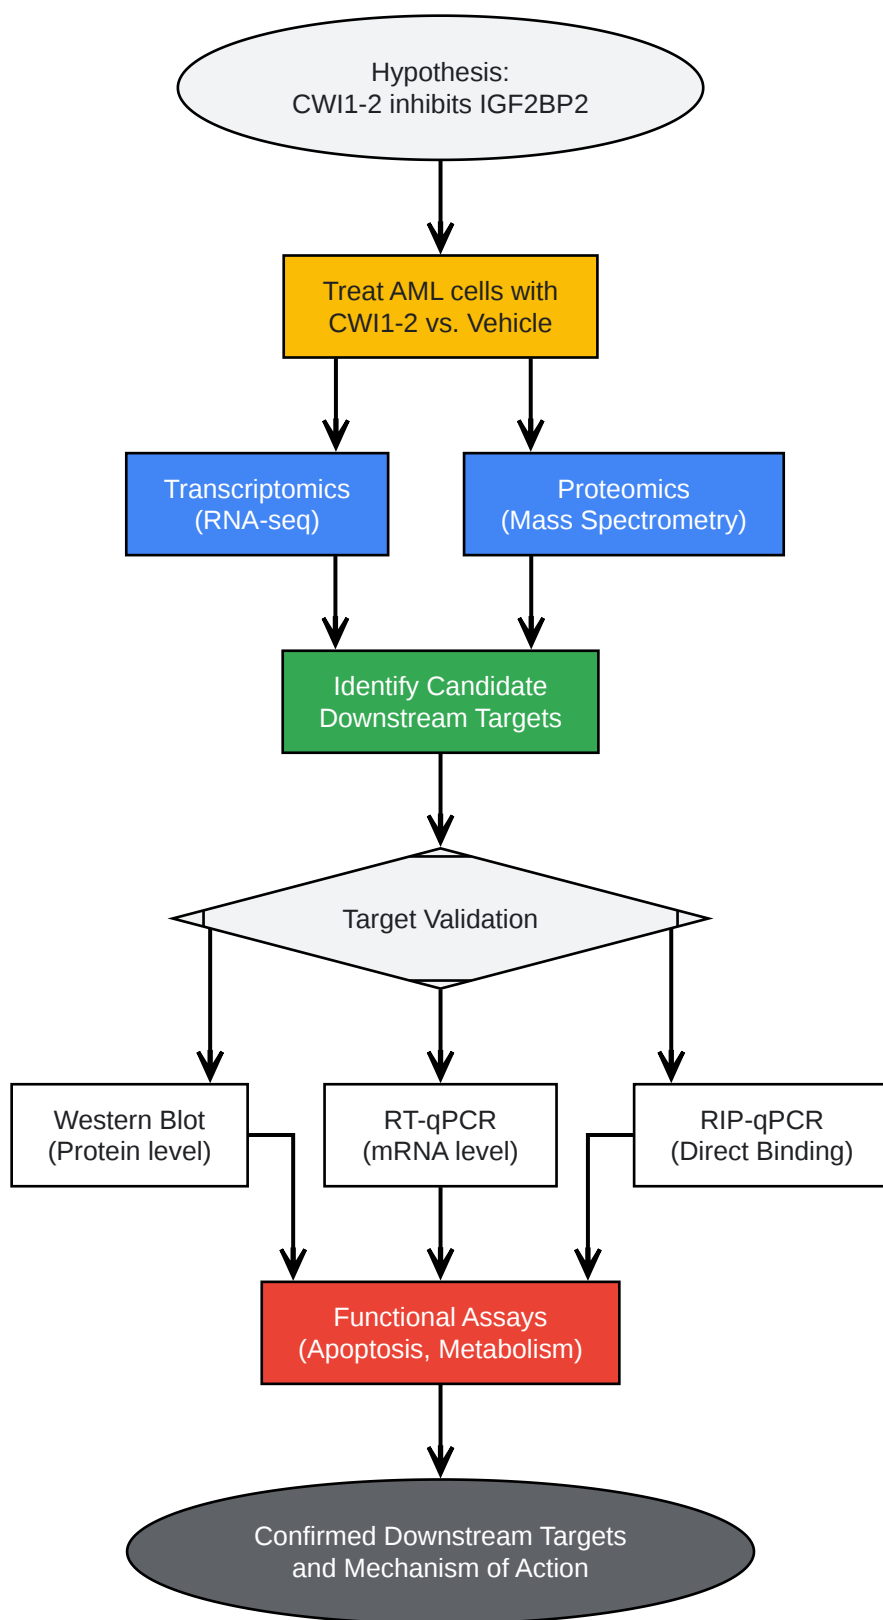 Hypothesis:
CWI1-2 inhibits IGF2BP2
Treat AML cells with
CWI1-2 vs. Vehicle
Transcriptomics
(RNA-seq)
Proteomics
(Mass Spectrometry)
Identify Candidate
Downstream Targets
Target Validation
Western Blot
(Protein level)
RT-qPCR
(mRNA level)
RIP-qPCR
(Direct Binding)
Functional Assays
(Apoptosis, Metabolism)
Confirmed Downstream Targets
and Mechanism of Action